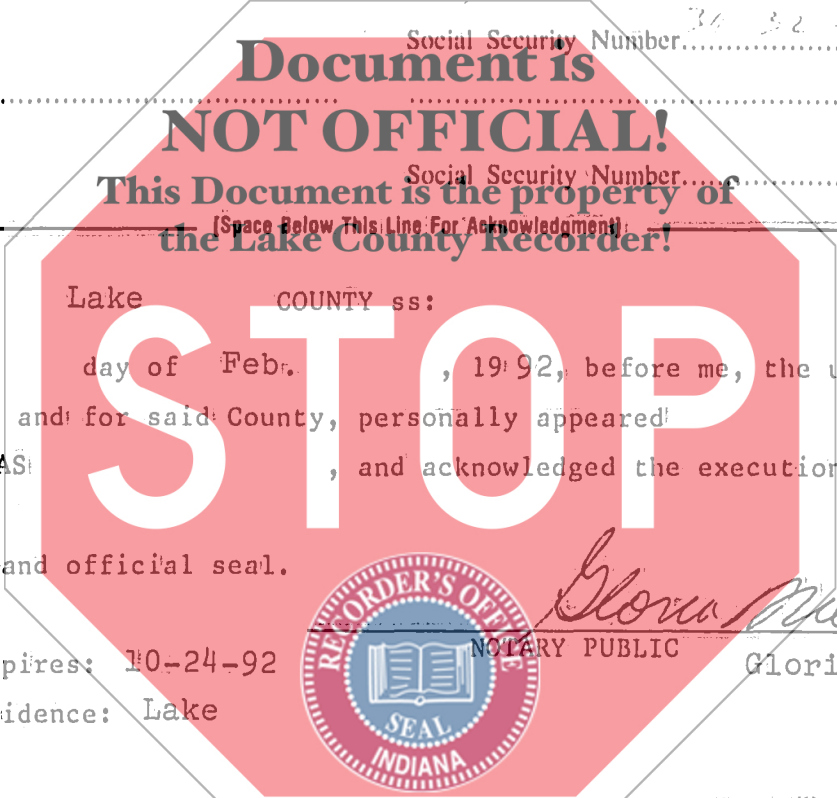 Social Security Number
Document is
NOT OFFICIAL!
Social Security Number
This Document is the property of
[Space Below This Line For Acknowledgment]
the Lake County Recorder!
Lake COUNTY ss:
STOP
day of Feb. , 1992, before me, the
and for said County, personally appeared
AS , and acknowledged the execution
and official seal.
RECORDER'S OFFICE
SEAL
INDIANA
Gloria
NOTARY PUBLIC
Glori
pires: 10-24-92
idence: Lake